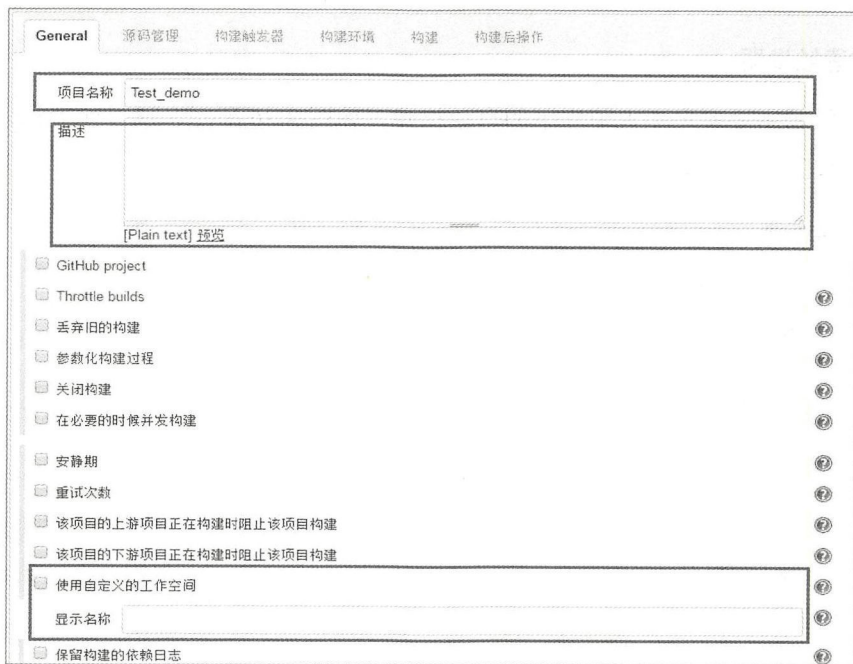 General 源码管理 构建触发器 构建环境 构建 构建后操作
项目名称 Test_demo
描述
[Plain text] 预览
GitHub project
Throttle builds
丢弃旧的构建
参数化构建过程
关闭构建
在必要的时候并发构建
安静期
重试次数
该项目的上游项目正在构建时阻止该项目构建
该项目的下游项目正在构建时阻止该项目构建
使用自定义的工作空间
显示名称
保留构建的依赖日志